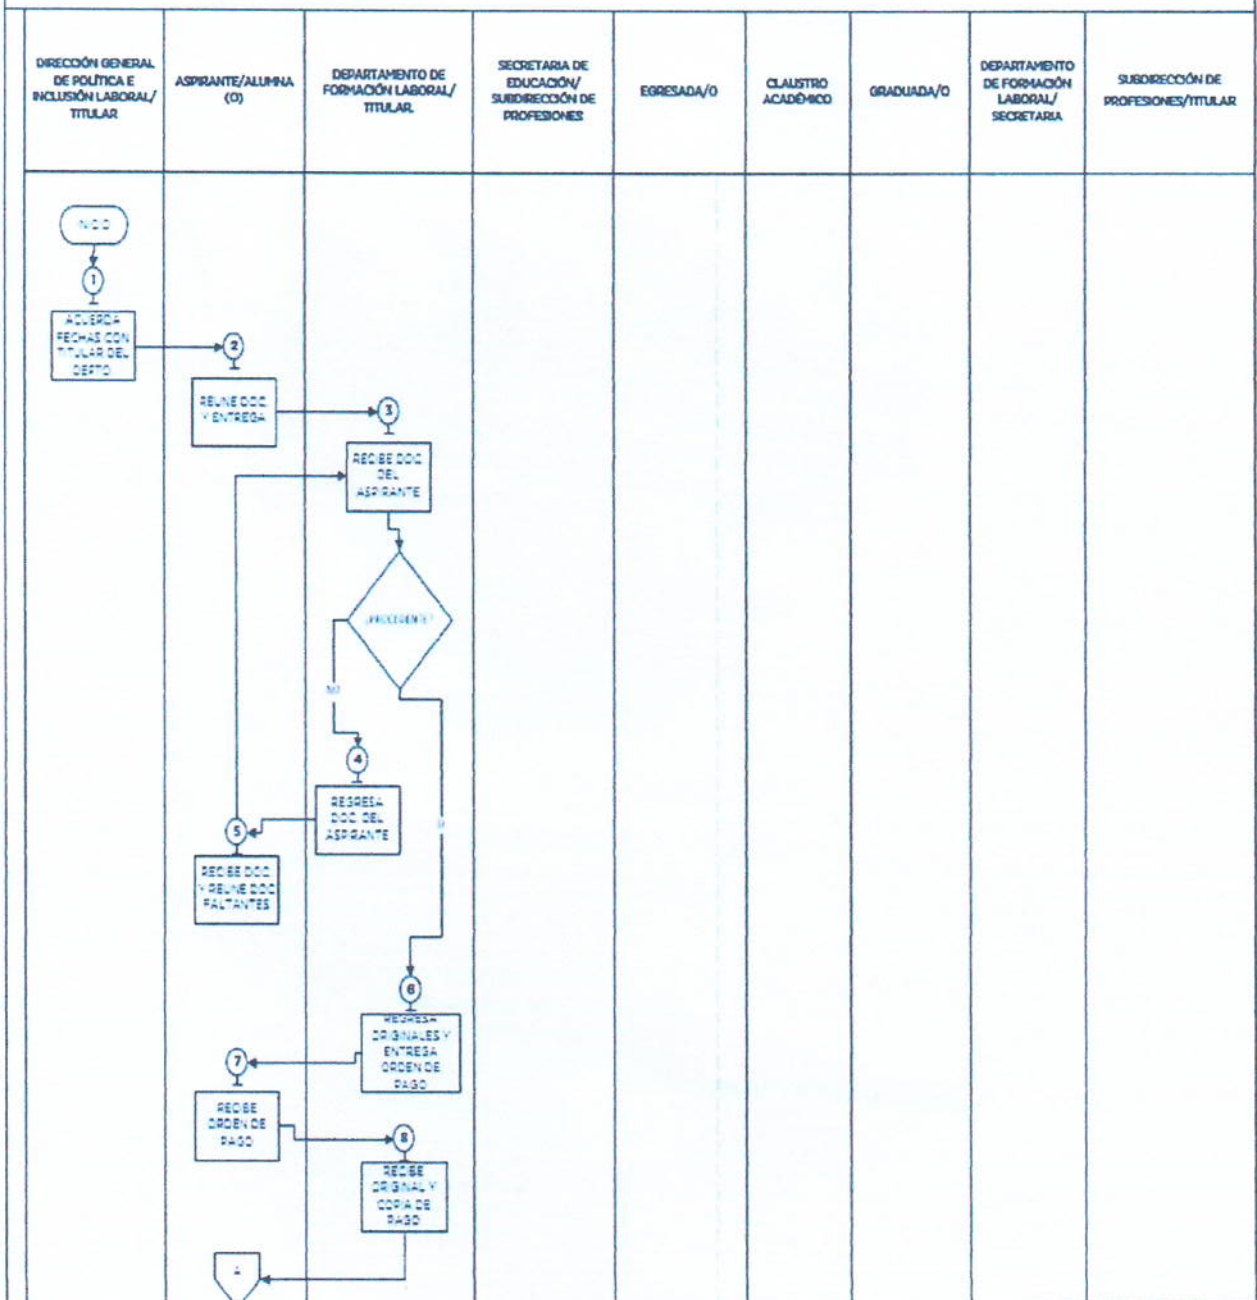 DIRECCIÓN GENERAL
DE POLÍTICA E
INCLUSIÓN LABORAL/
TITULAR
ASPIRANTE/ALUMNA
(O)
DEPARTAMENTO DE
FORMACIÓN LABORAL/
TITULAR.
SECRETARIA DE
EDUCACIÓN/
SUBDIRECCIÓN DE
PROFESIONES
EGRESADA/O
CLAUSTRO
ACADÉMICO
GRADUADA/O
DEPARTAMENTO
DE FORMACIÓN
LABORAL/
SECRETARIA
SUBDIRECCIÓN DE
PROFESIONES/TITULAR
INICIO
1
ACUERDA
FECHAS CON
TITULAR DEL
DEPTO.
2
REUNE DOC.
Y ENTREGA
3
RECIBE DOC.
DEL
ASPIRANTE
¿PROCEDENTE?
NO
4
REGRESA
DOC. DEL
ASPIRANTE
5
RECIBE DOC.
Y REUNE DOC.
FALTANTES
6
REGRESA
ORIGINALES Y
ENTREGA
ORDEN DE
PAGO
7
RECIBE
ORDEN DE
PAGO
8
RECIBE
ORIGINAL Y
COPIA DE
PAGO
A